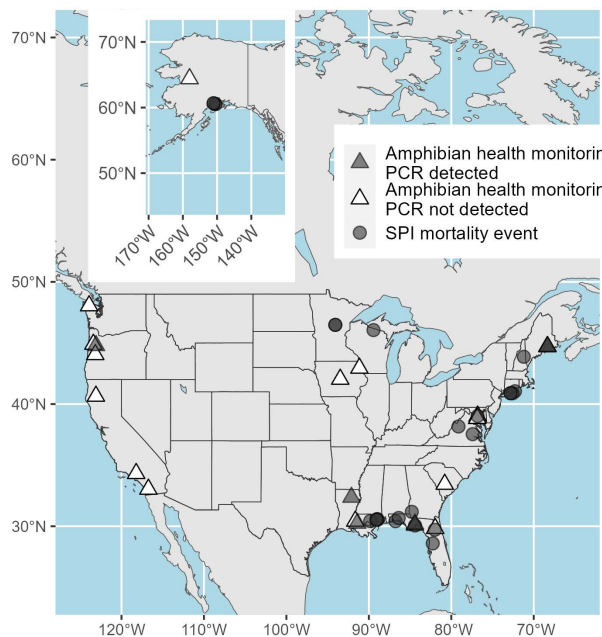 70°N
60°N
50°N
40°N
30°N
120°W
110°W
100°W
90°W
80°W
70°W
70°N
60°N
50°N
170°W
160°W
150°W
140°W
Amphibian health monitorin
PCR detected
Amphibian health monitorin
PCR not detected
SPI mortality event